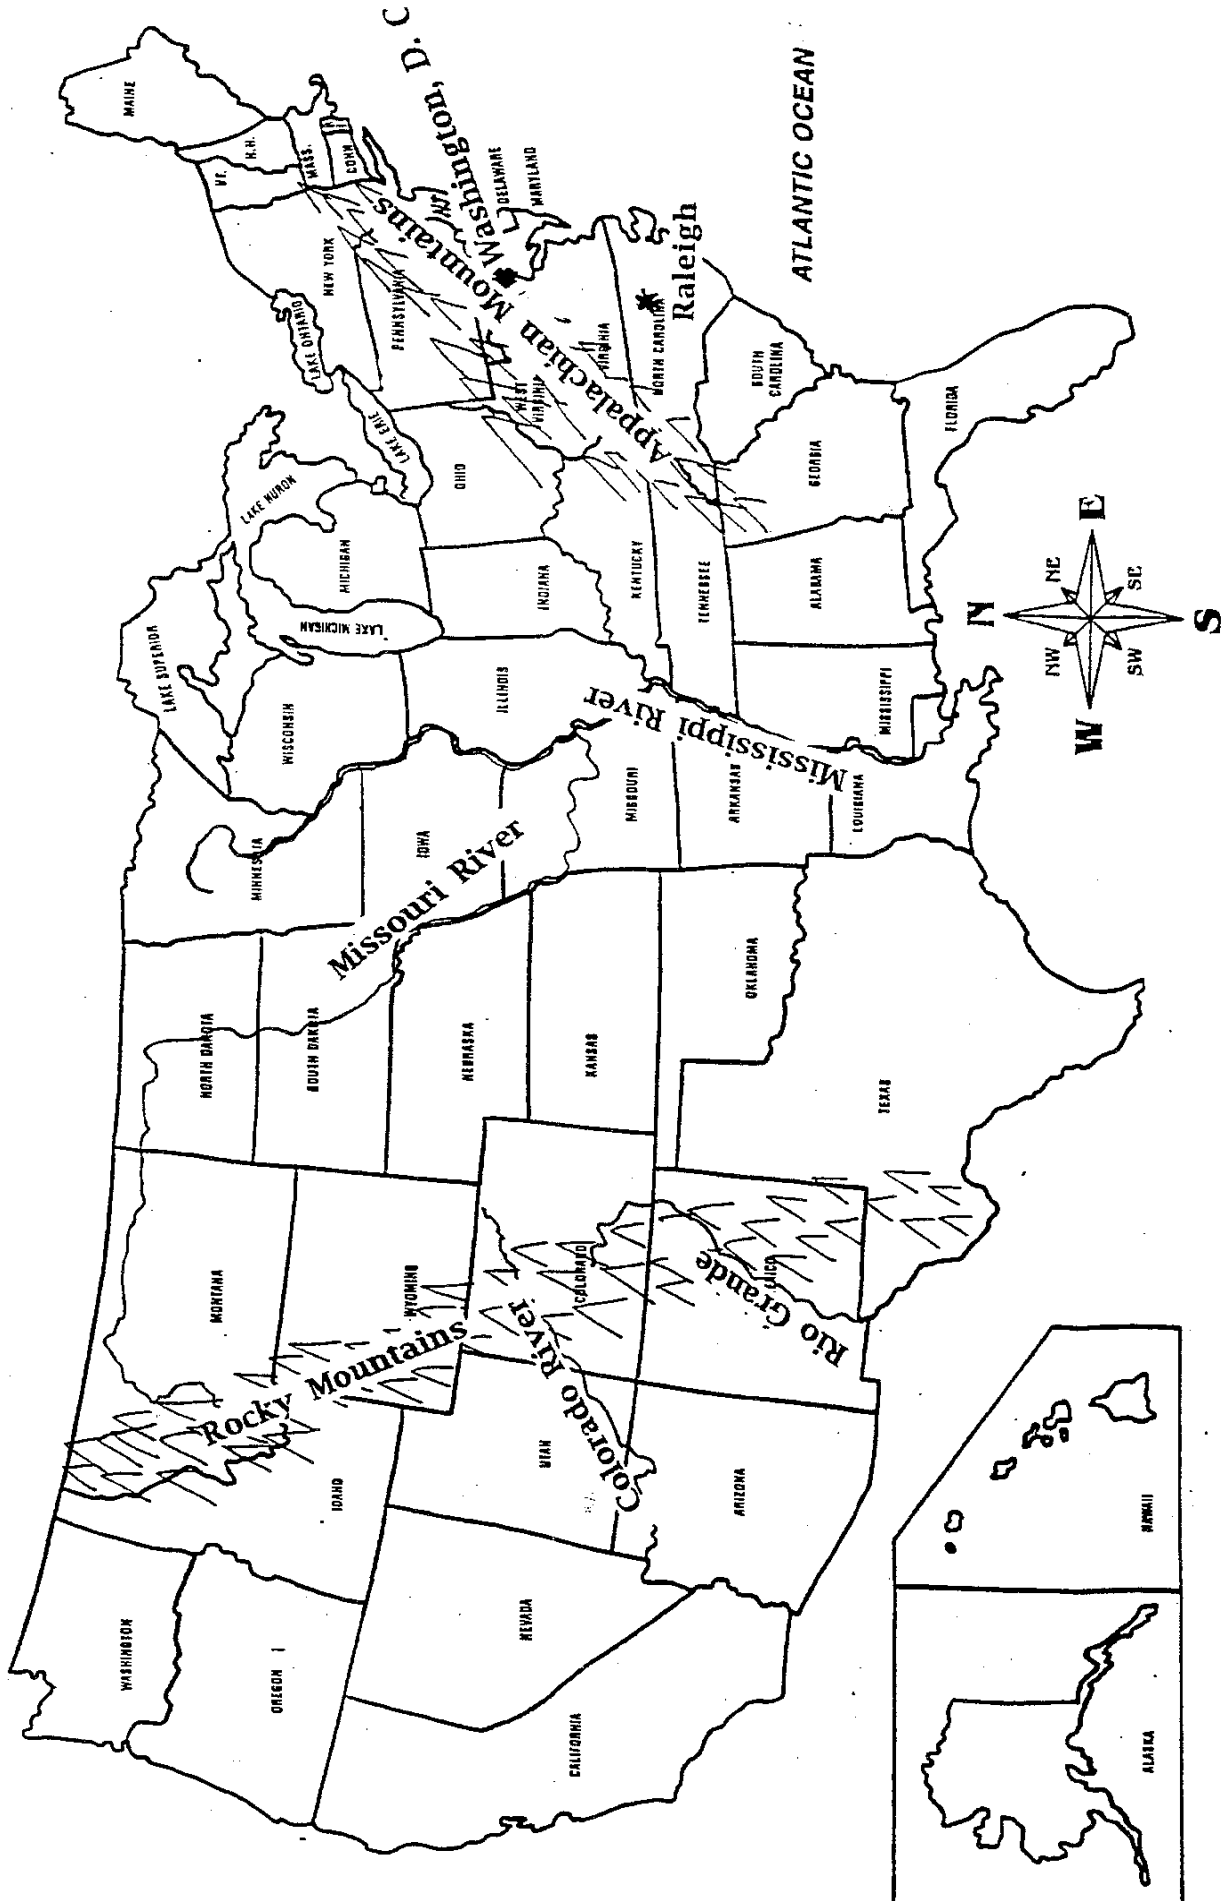 WASHINGTON
OREGON
CALIFORNIA
NEVADA
IDAHO
MONTANA
WYOMING
UTAH
ARIZONA
COLORADO
Rocky Mountains
Colorado River
Rio Grande
NORTH DAKOTA
SOUTH DAKOTA
NEBRASKA
KANSAS
OKLAHOMA
TEXAS
Missouri River
MINNESOTA
IOWA
MISSOURI
ARKANSAS
LOUISIANA
Mississippi River
LAKE SUPERIOR
WISCONSIN
LAKE MICHIGAN
MICHIGAN
LAKE HURON
ILLINOIS
INDIANA
OHIO
KENTUCKY
TENNESSEE
MISSISSIPPI
ALABAMA
GEORGIA
FLORIDA
LAKE ERIE
LAKE ONTARIO
NEW YORK
PENNSYLVANIA
WEST
VIRGINIA
VIRGINIA
NORTH CAROLINA
SOUTH
CAROLINA
Appalachian Mountains
Washington, D. C
Raleigh
MAINE
VT.
N.H.
MASS.
CONN.
DELAWARE
MARYLAND
ATLANTIC OCEAN
N
NE
E
SE
S
SW
W
NW
ALASKA
HAWAII